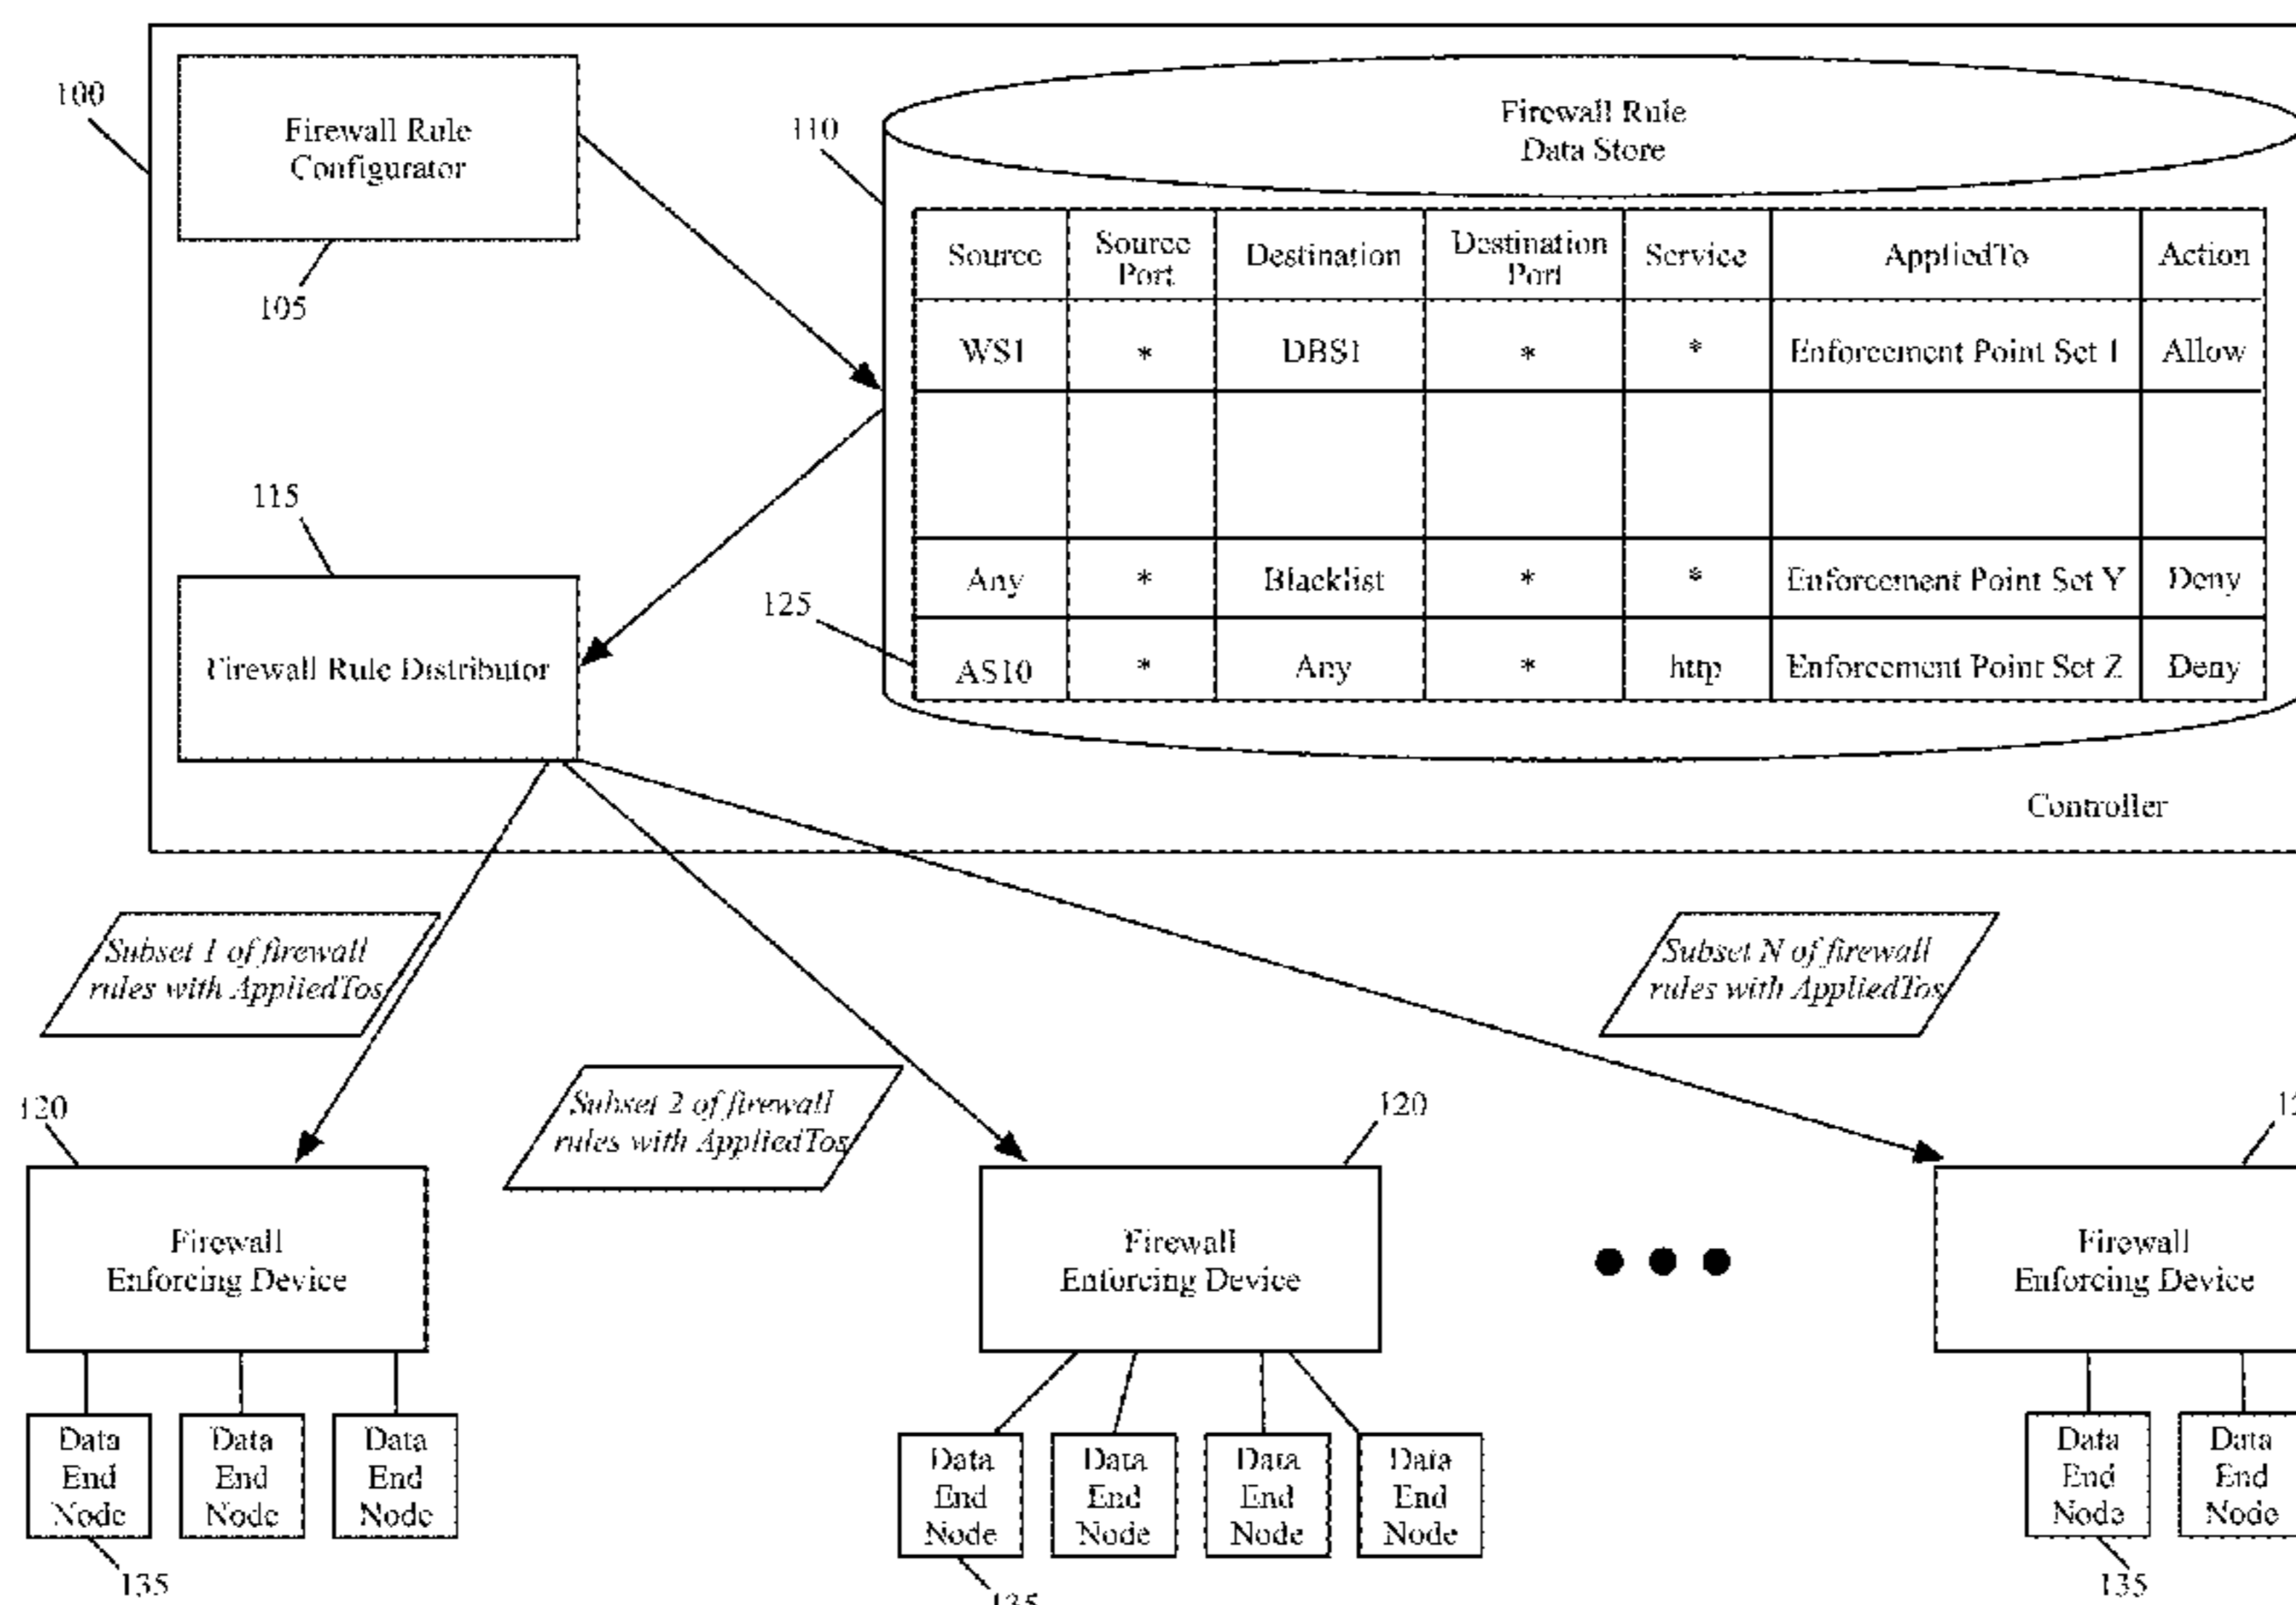 100
Firewall Rule
Configurator
105
110
Firewall Rule
Data Store
Source Source Port Destination Destination Port Service AppliedTo Action
WS1 * DBS1 * * Enforcement Point Set 1 Allow
Any * Blacklist * * Enforcement Point Set Y Deny
AS10 * Any * http Enforcement Point Set Z Deny
125
115
Firewall Rule Distributor
Controller
Subset 1 of firewall
rules with AppliedTos
Subset 2 of firewall
rules with AppliedTos
Subset N of firewall
rules with AppliedTos
120
Firewall
Enforcing Device
120
Firewall
Enforcing Device
Firewall
Enforcing Device
Data
End
Node
Data
End
Node
Data
End
Node
135
Data
End
Node
Data
End
Node
Data
End
Node
Data
End
Node
135
Data
End
Node
Data
End
Node
135